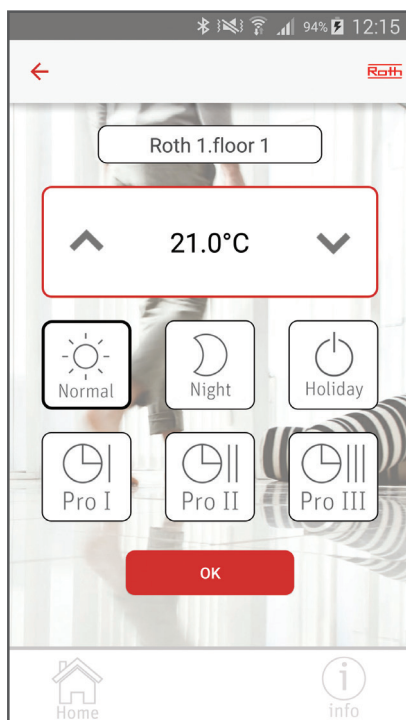 94% 12:15
Roth
Roth 1.floor 1
21.0°C
Normal Night Holiday
Pro I Pro II Pro III
OK
Home info